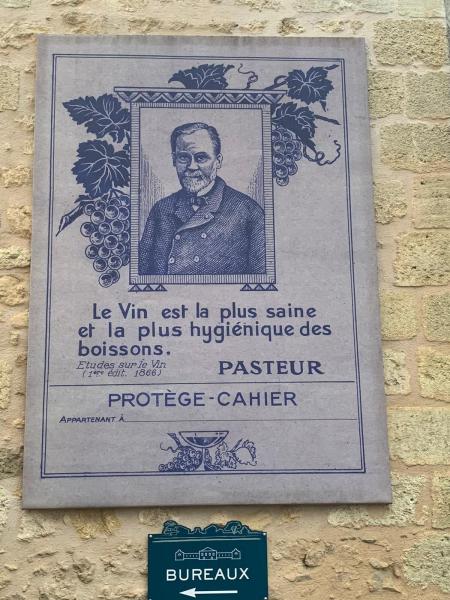 Le Vin est la plus saine
et la plus hygiénique des
boissons.
Etudes sur le Vin
(1ère édit. 1866)
PASTEUR
PROTÈGE-CAHIER
APPARTENANT À
BUREAUX